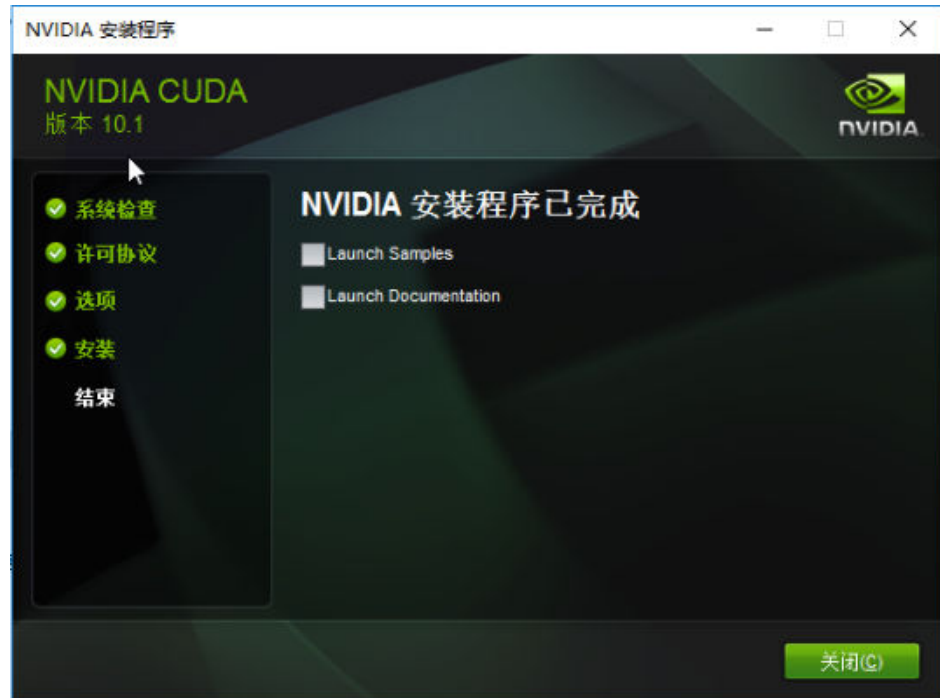 NVIDIA 安装程序
NVIDIA CUDA
版本 10.1
NVIDIA
系统检查
许可协议
选项
安装
结束
NVIDIA 安装程序已完成
Launch Samples
Launch Documentation
关闭(C)